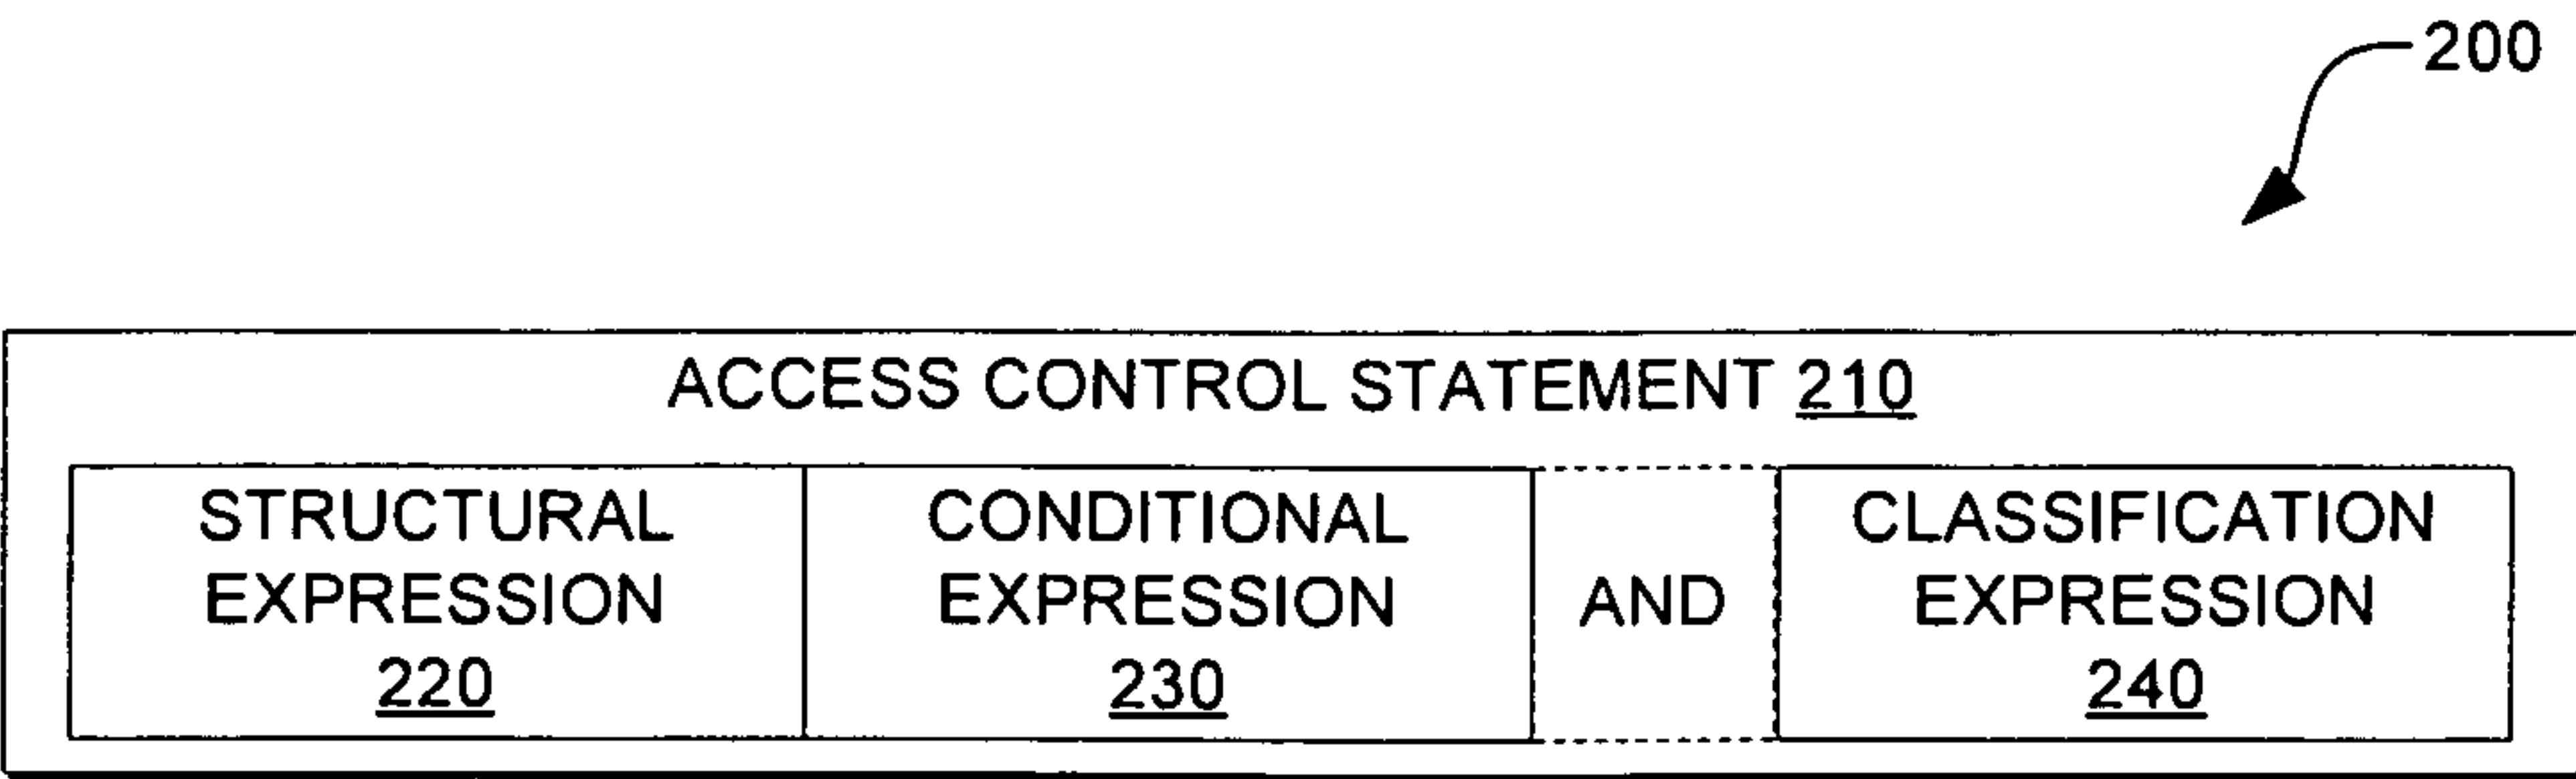 200
ACCESS CONTROL STATEMENT 210
STRUCTURAL
EXPRESSION
220
CONDITIONAL
EXPRESSION
230
AND
CLASSIFICATION
EXPRESSION
240